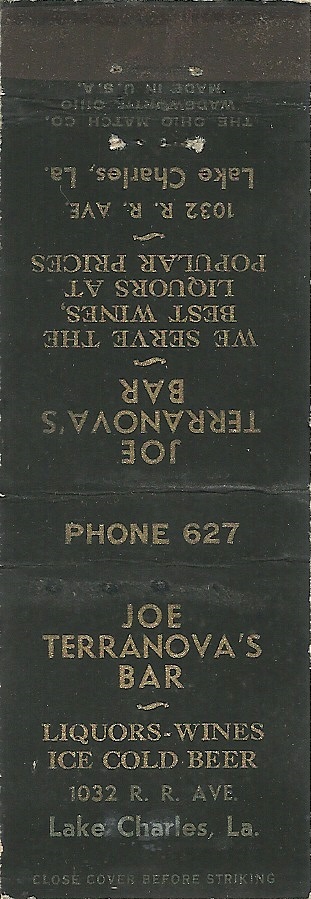 JOE
TERRANOVA'S
BAR
WE SERVE THE
BEST WINES,
LIQUORS AT
POPULAR PRICES
1032 R. R. AVE
Lake Charles, La.
THE OHIO MATCH CO.
WADSWORTH, OHIO
MADE IN U.S.A.
PHONE 627
JOE
TERRANOVA'S
BAR
LIQUORS-WINES
ICE COLD BEER
1032 R. R. AVE.
Lake Charles, La.
CLOSE COVER BEFORE STRIKING